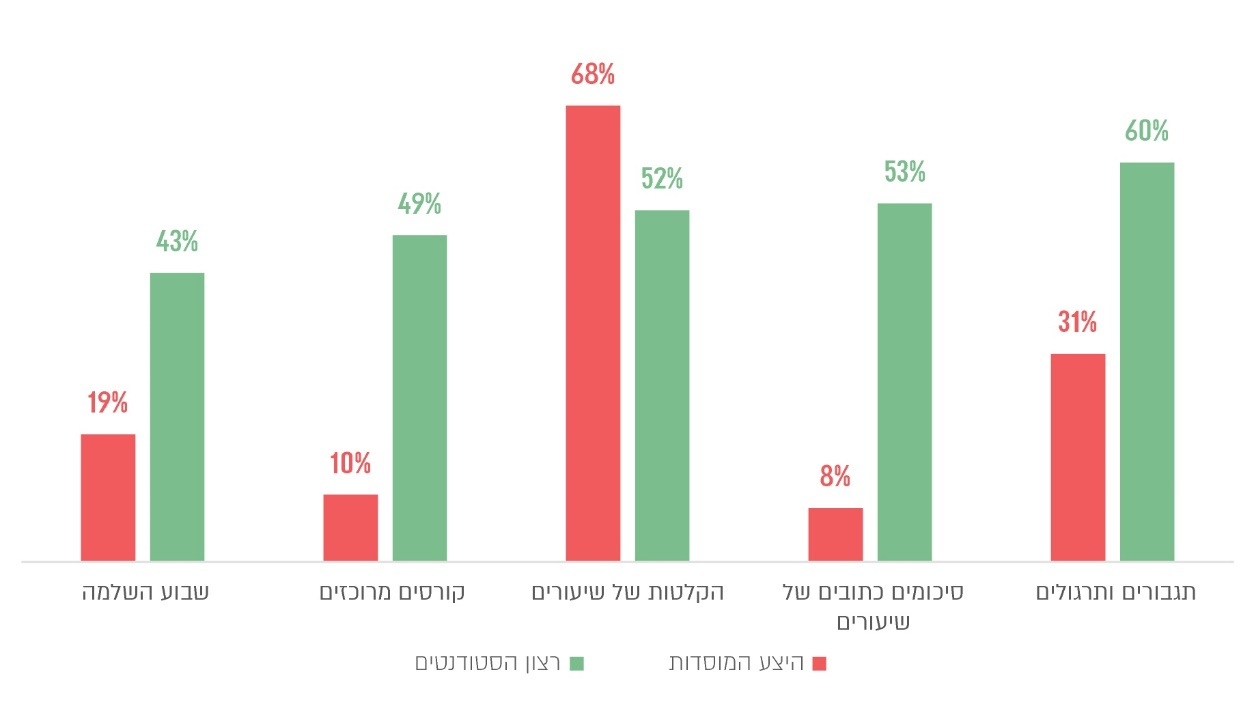 68%
60%
53%
52%
49%
43%
31%
19%
10%
8%
תגבורים ותרגולים
סיכומים כתובים של
שיעורים
הקלטות של שיעורים
קורסים מרוכזים
שבוע השלמה
היצע המוסדות
רצון הסטודנטים